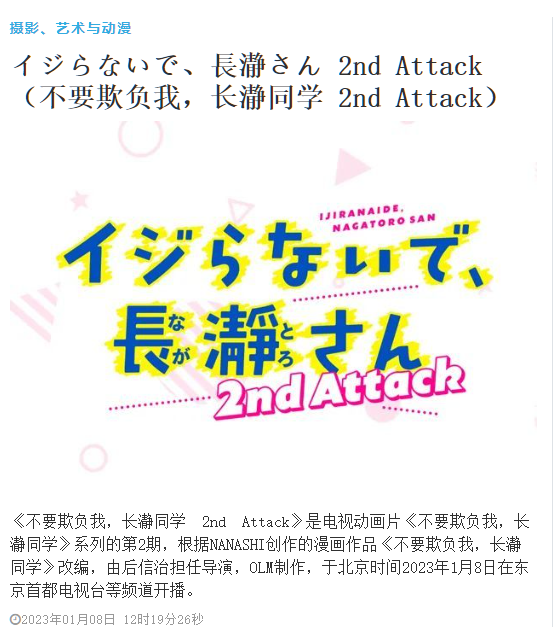 摄影、艺术与动漫
イジらないで、長瀞さん 2nd Attack
（不要欺负我，长瀞同学 2nd Attack）
IJIRANAIDE,
NAGATORO SAN
イジらないで、
長瀞さん
なが とろ
2nd Attack
《不要欺负我，长瀞同学 2nd Attack》是电视动画片《不要欺负我，长
瀞同学》系列的第2期，根据NANASHI创作的漫画作品《不要欺负我，长瀞
同学》改编，由后信治担任导演，OLM制作，于北京时间2023年1月8日在东
京首都电视台等频道开播。
2023年01月08日 12时19分26秒